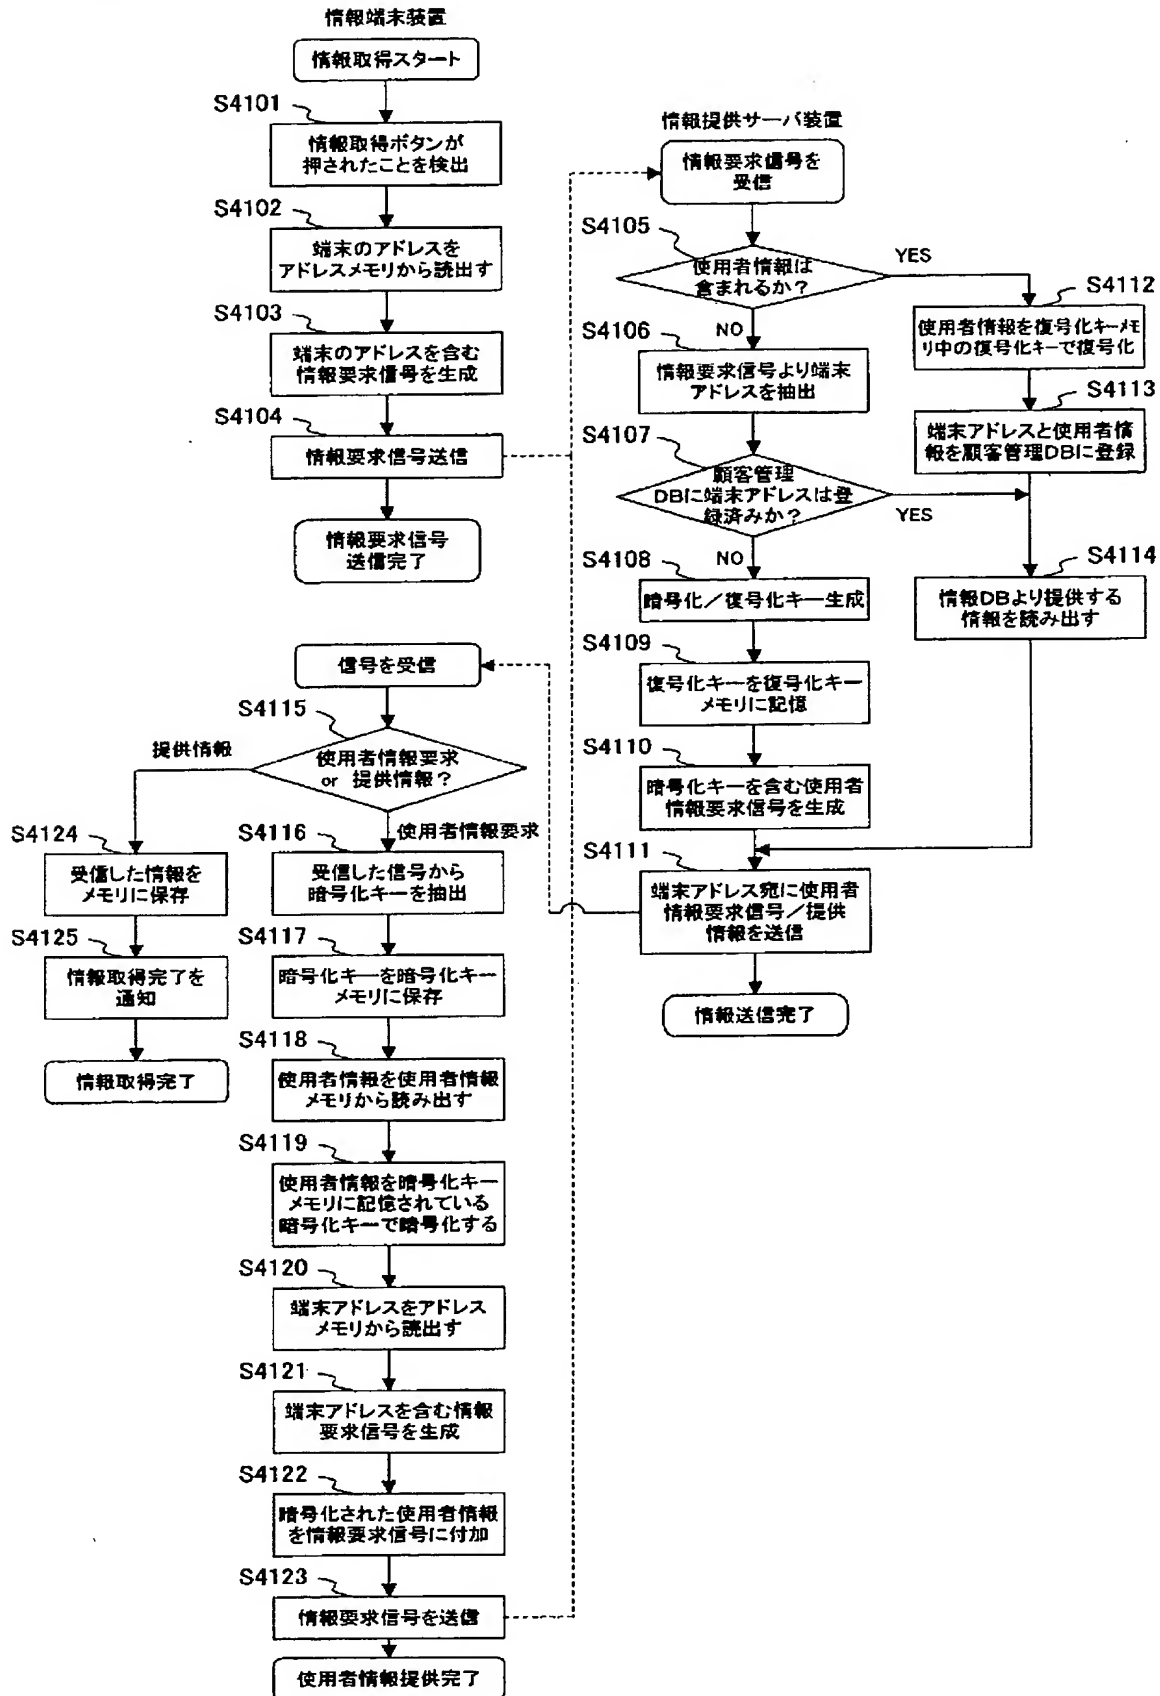 情報端末装置
情報取得スタート
S4101
情報取得ボタンが
押されたことを検出
S4102
端末のアドレスを
アドレスメモリから読出す
S4103
端末のアドレスを含む
情報要求信号を生成
S4104
情報要求信号送信
情報要求信号
送信完了
情報提供サーバ装置
情報要求信号を
受信
S4105
使用者情報は
含まれるか?
YES
NO
S4106
情報要求信号より端末
アドレスを抽出
S4107
顧客管理
DBに端末アドレスは登
録済みか?
YES
NO
S4108
暗号化/復号化キー生成
S4109
復号化キーを復号化キー
メモリに記憶
S4110
暗号化キーを含む使用者
情報要求信号を生成
S4111
端末アドレス宛に使用者
情報要求信号/提供
情報を送信
情報送信完了
S4112
使用者情報を復号化キーメモ
リ中の復号化キーで復号化
S4113
端末アドレスと使用者情
報を顧客管理DBに登録
S4114
情報DBより提供する
情報を読み出す
信号を受信
S4115
使用者情報要求
or 提供情報?
提供情報
使用者情報要求
S4124
受信した情報を
メモリに保存
S4125
情報取得完了を
通知
情報取得完了
S4116
受信した信号から
暗号化キーを抽出
S4117
暗号化キーを暗号化キー
メモリに保存
S4118
使用者情報を使用者情報
メモリから読み出す
S4119
使用者情報を暗号化キー
メモリに記憶されている
暗号化キーで暗号化する
S4120
端末アドレスをアドレス
メモリから読出す
S4121
端末アドレスを含む情報
要求信号を生成
S4122
暗号化された使用者情報
を情報要求信号に付加
S4123
情報要求信号を送信
使用者情報提供完了